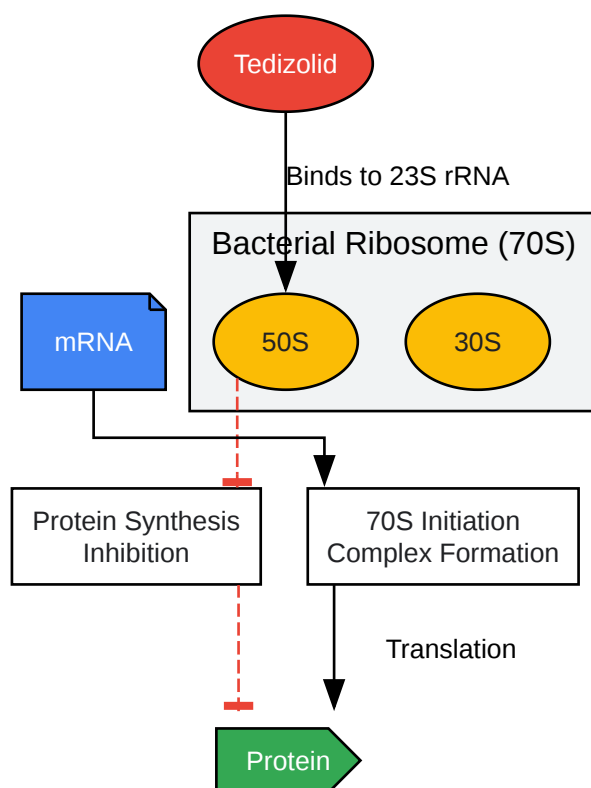 Tedizolid
Binds to 23S rRNA
Bacterial Ribosome (70S)
mRNA
50S
30S
Protein Synthesis
Inhibition
70S Initiation
Complex Formation
Translation
Protein